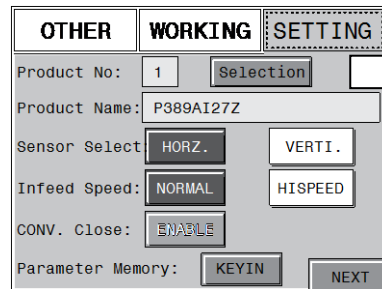 OTHER WORKING SETTING
Product No: 1 Selection
Product Name: P389AI27Z
Sensor Select: HORZ. VERTI.
Infeed Speed: NORMAL HISPEED
CONV. Close: ENABLE
Parameter Memory: KEYIN NEXT